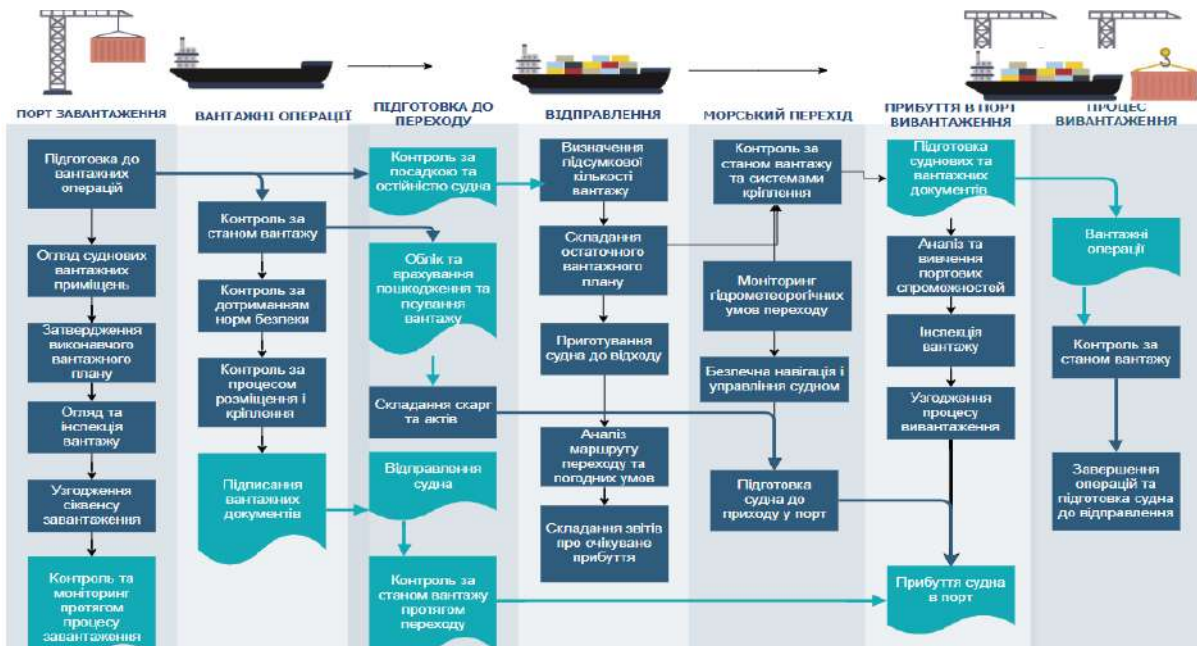 ПОРТ ЗАВАНТАЖЕННЯ
ВАНТАЖНІ ОПЕРАЦІЇ
ПІДГОТОВКА ДО
ПЕРЕХОДУ
ВІДПРАВЛЕННЯ
МОРСЬКИЙ ПЕРЕХІД
ПРИБУТТЯ В ПОРТ
ВИВАНТАЖЕННЯ
ПРОЦЕС
ВИВАНТАЖЕННЯ
Підготовка до
вантажних
операцій
Огляд суднових
вантажних
приміщень
Затвердження
виконавчого
вантажного
плану
Огляд та
інспекція
вантажу
Узгодження
сіквенсу
завантаження
Контроль та
моніторинг
протягом
процесу
завантаження
Контроль за
станом вантажу
Контроль за
дотриманням
норм безпеки
Контроль за
процесом
розміщення і
кріплення
Підписання
вантажних
документів
Контроль за
посадкою та
остійністю судна
Облік та
врахування
пошкодження та
псування
вантажу
Складання скарг
та актів
Відправлення
судна
Контроль за
станом вантажу
протягом
переходу
Визначення
підсумкової
кількості
вантажу
Складання
остаточного
вантажного
плану
Приготування
судна до відходу
Аналіз
маршруту
переходу та
погодних умов
Складання звітів
про очікуване
прибуття
Контроль за
станом вантажу
та системами
кріплення
Моніторинг
гідрометеорогічних
умов переходу
Безпечна навігація і
управління судном
Підготовка
судна до
приходу у порт
Підготовка
суднових та
вантажних
документів
Аналіз та
вивчення
портових
спроможностей
Інспекція
вантажу
Узгодження
процесу
вивантаження
Прибуття судна
в порт
Вантажні
операції
Контроль за
станом вантажу
Завершення
операцій та
підготовка судна
до відправлення